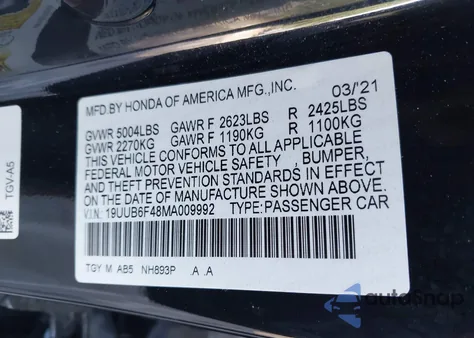 MFD.BY HONDA OF AMERICA MFG.,INC. 03/'21
GVWR 5004LBS GAWR F 2623LBS R 2425LBS
GVWR 2270KG GAWR F 1190KG R 1100KG
THIS VEHICLE CONFORMS TO ALL APPLICABLE
FEDERAL MOTOR VEHICLE SAFETY , BUMPER,
AND THEFT PREVENTION STANDARDS IN EFFECT
ON THE DATE OF MANUFACTURE SHOWN ABOVE.
V.I.N: 19UUB6F48MA009992 TYPE:PASSENGER CAR
TGY M AB5 NH893P .A .A
TGV-A5
autosnap